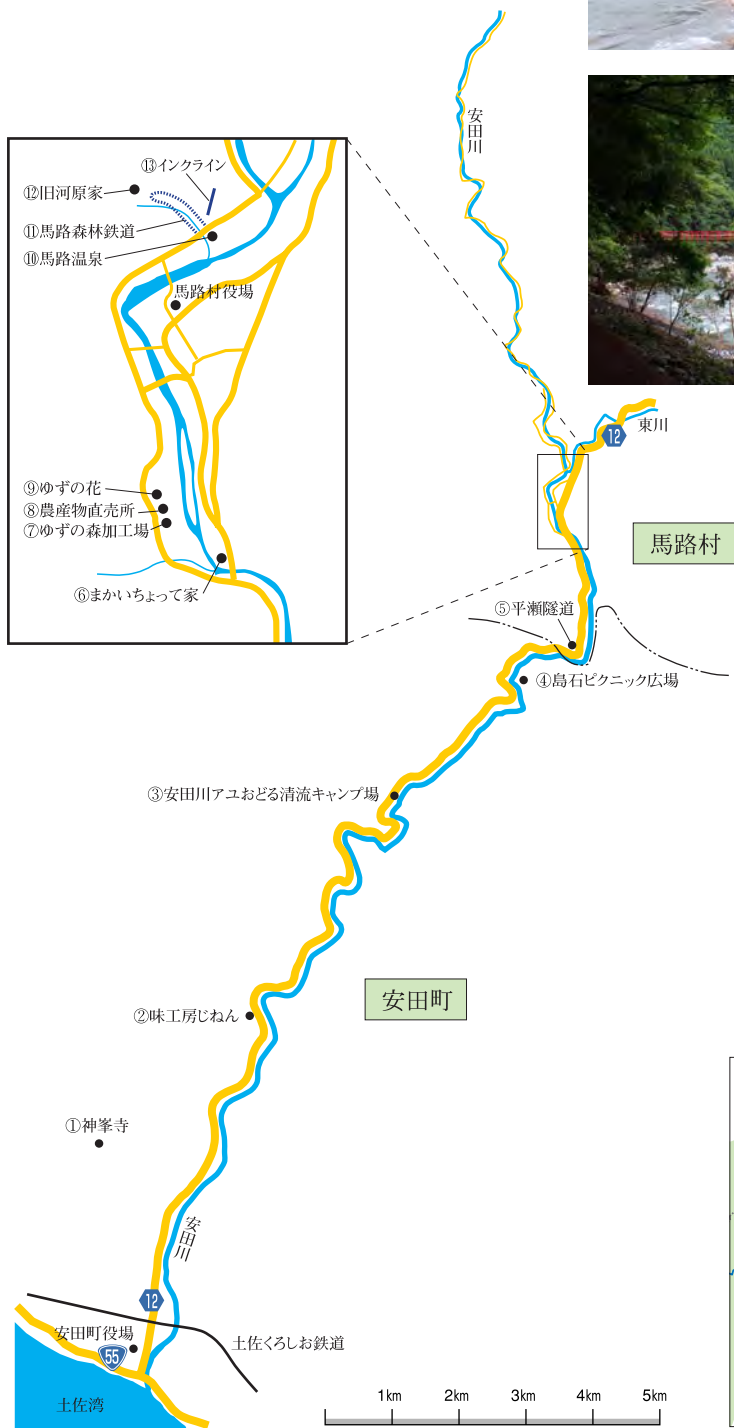 安田川
⑬インクライン
⑫旧河原家
⑪馬路森林鉄道
⑩馬路温泉
馬路村役場
⑨ゆずの花
⑧農産物直売所
⑦ゆずの森加工場
⑥まかいちょって家
東川
12
馬路村
⑤平瀬隧道
④島石ピクニック広場
③安田川アユおどる清流キャンプ場
安田町
②味工房じねん
①神峯寺
安田川
12
安田町役場
55
土佐くろしお鉄道
土佐湾
1km 2km 3km 4km 5km